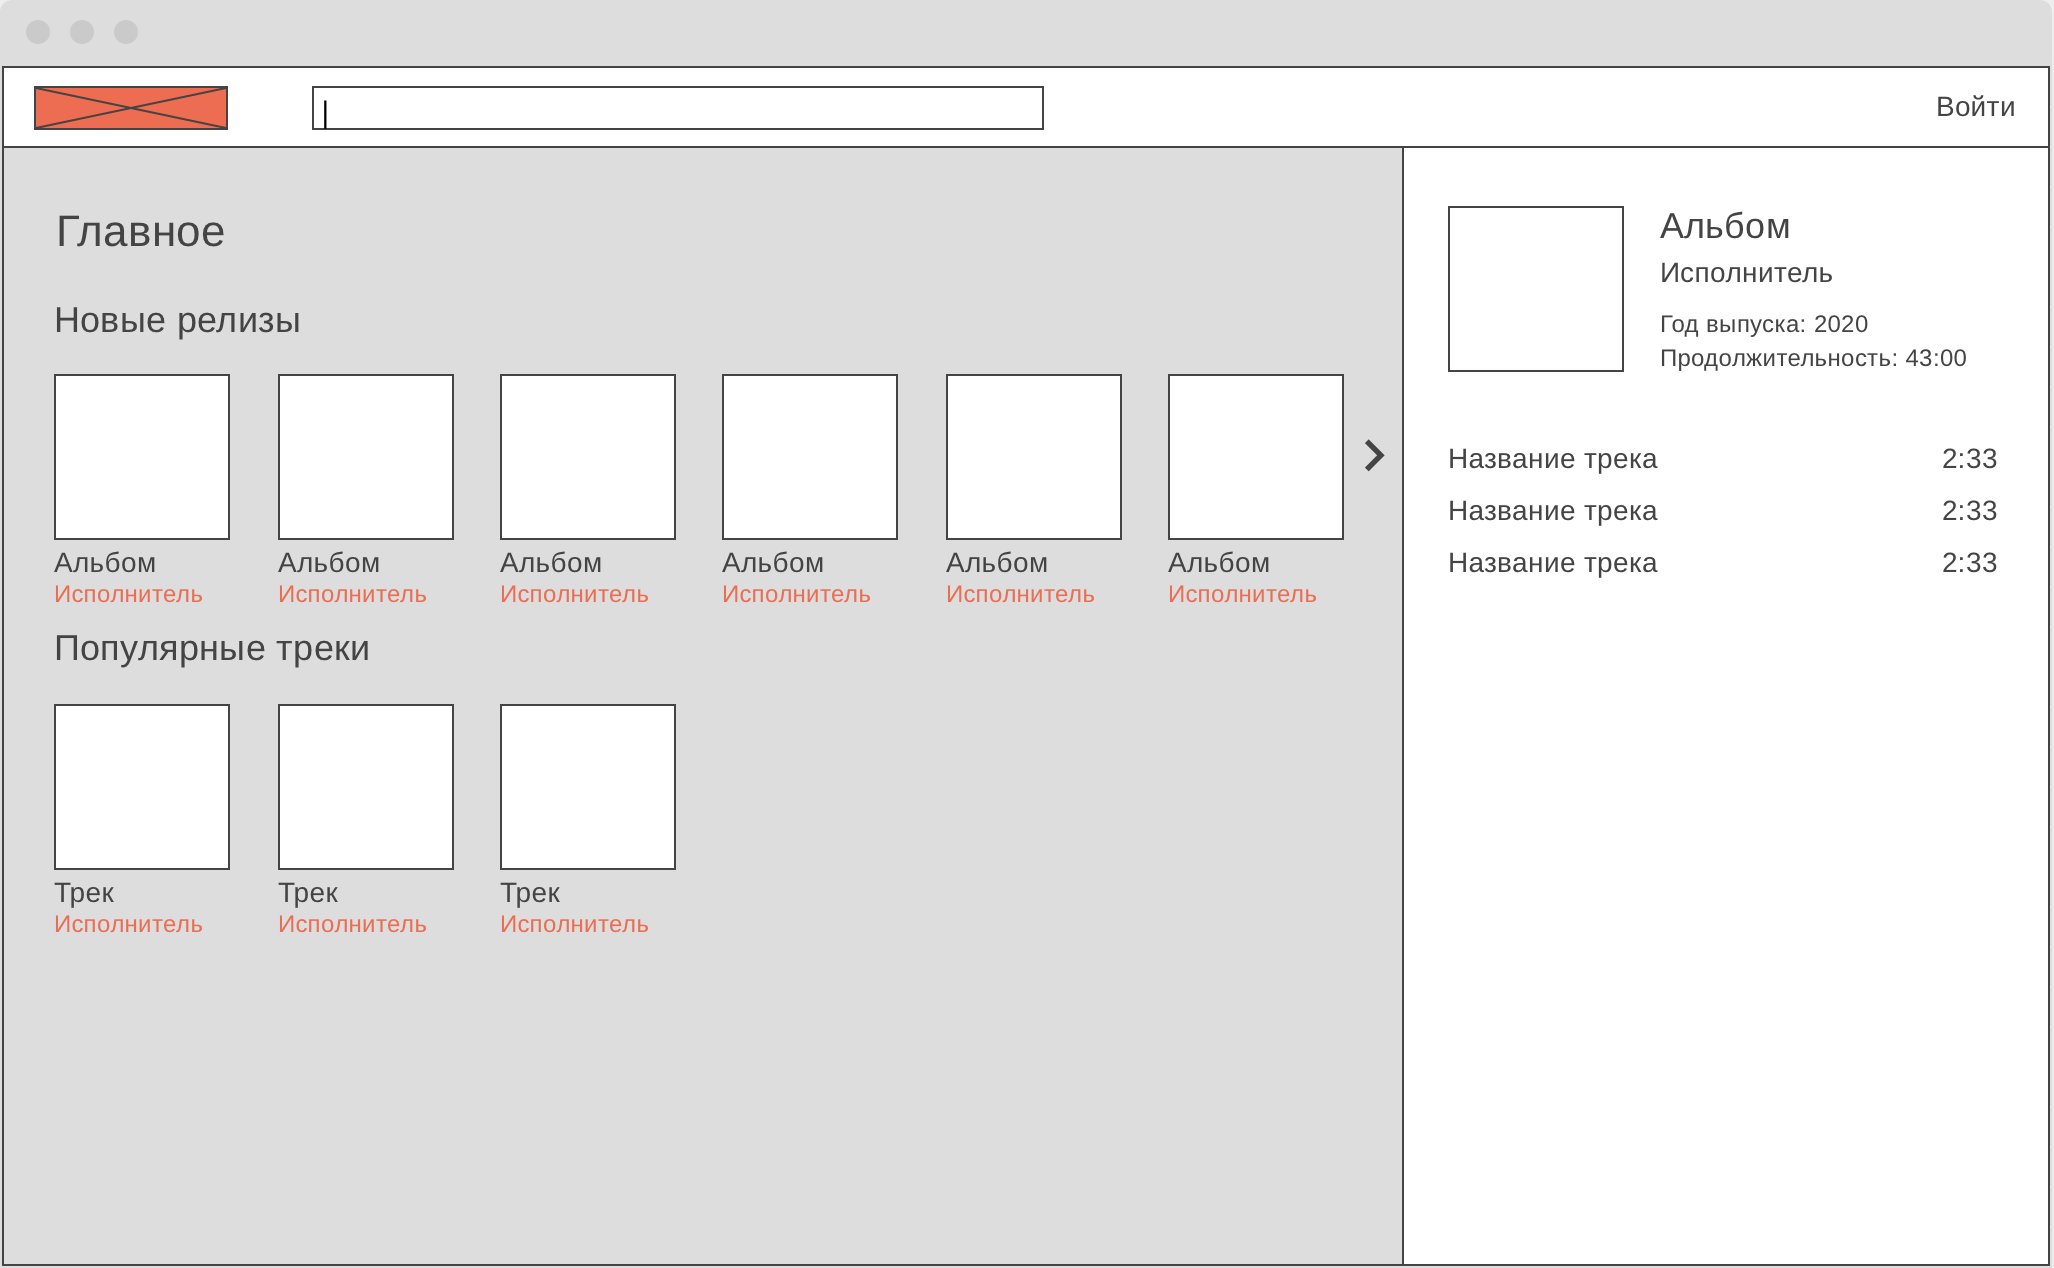 Войти
Главное
Новые релизы
Альбом
Исполнитель
Альбом
Исполнитель
Альбом
Исполнитель
Альбом
Исполнитель
Альбом
Исполнитель
Альбом
Исполнитель
Популярные треки
Трек
Исполнитель
Трек
Исполнитель
Трек
Исполнитель
Альбом
Исполнитель
Год выпуска: 2020
Продолжительность: 43:00
Название трека 2:33
Название трека 2:33
Название трека 2:33